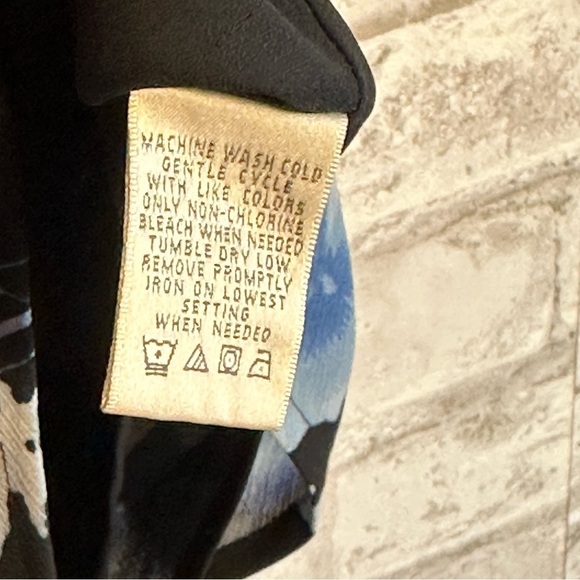 MACHINE WASH COLD
GENTLE CYCLE
WITH LIKE COLORS
ONLY NON-CHLORINE
BLEACH WHEN NEEDED
TUMBLE DRY LOW
REMOVE PROMPTLY
IRON ON LOWEST
SETTING
WHEN NEEDED